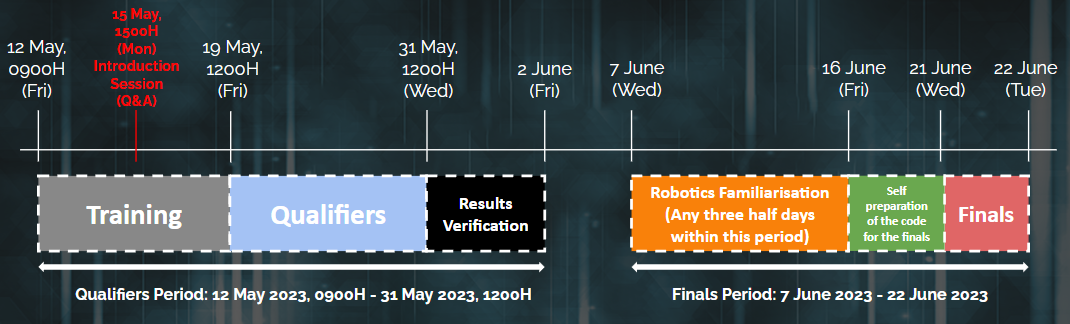 15 May,
1500H
(Mon)
Introduction
Session
(Q&A)
12 May,
0900H
(Fri)
19 May,
1200H
(Fri)
31 May,
1200H
(Wed)
2 June
(Fri)
7 June
(Wed)
16 June
(Fri)
21 June
(Wed)
22 June
(Tue)
Training
Qualifiers
Results
Verification
Robotics Familiarisation
(Any three half days
within this period)
Self
preparation
of the code
for the finals
Finals
Qualifiers Period: 12 May 2023, 0900H - 31 May 2023, 1200H
Finals Period: 7 June 2023 - 22 June 2023